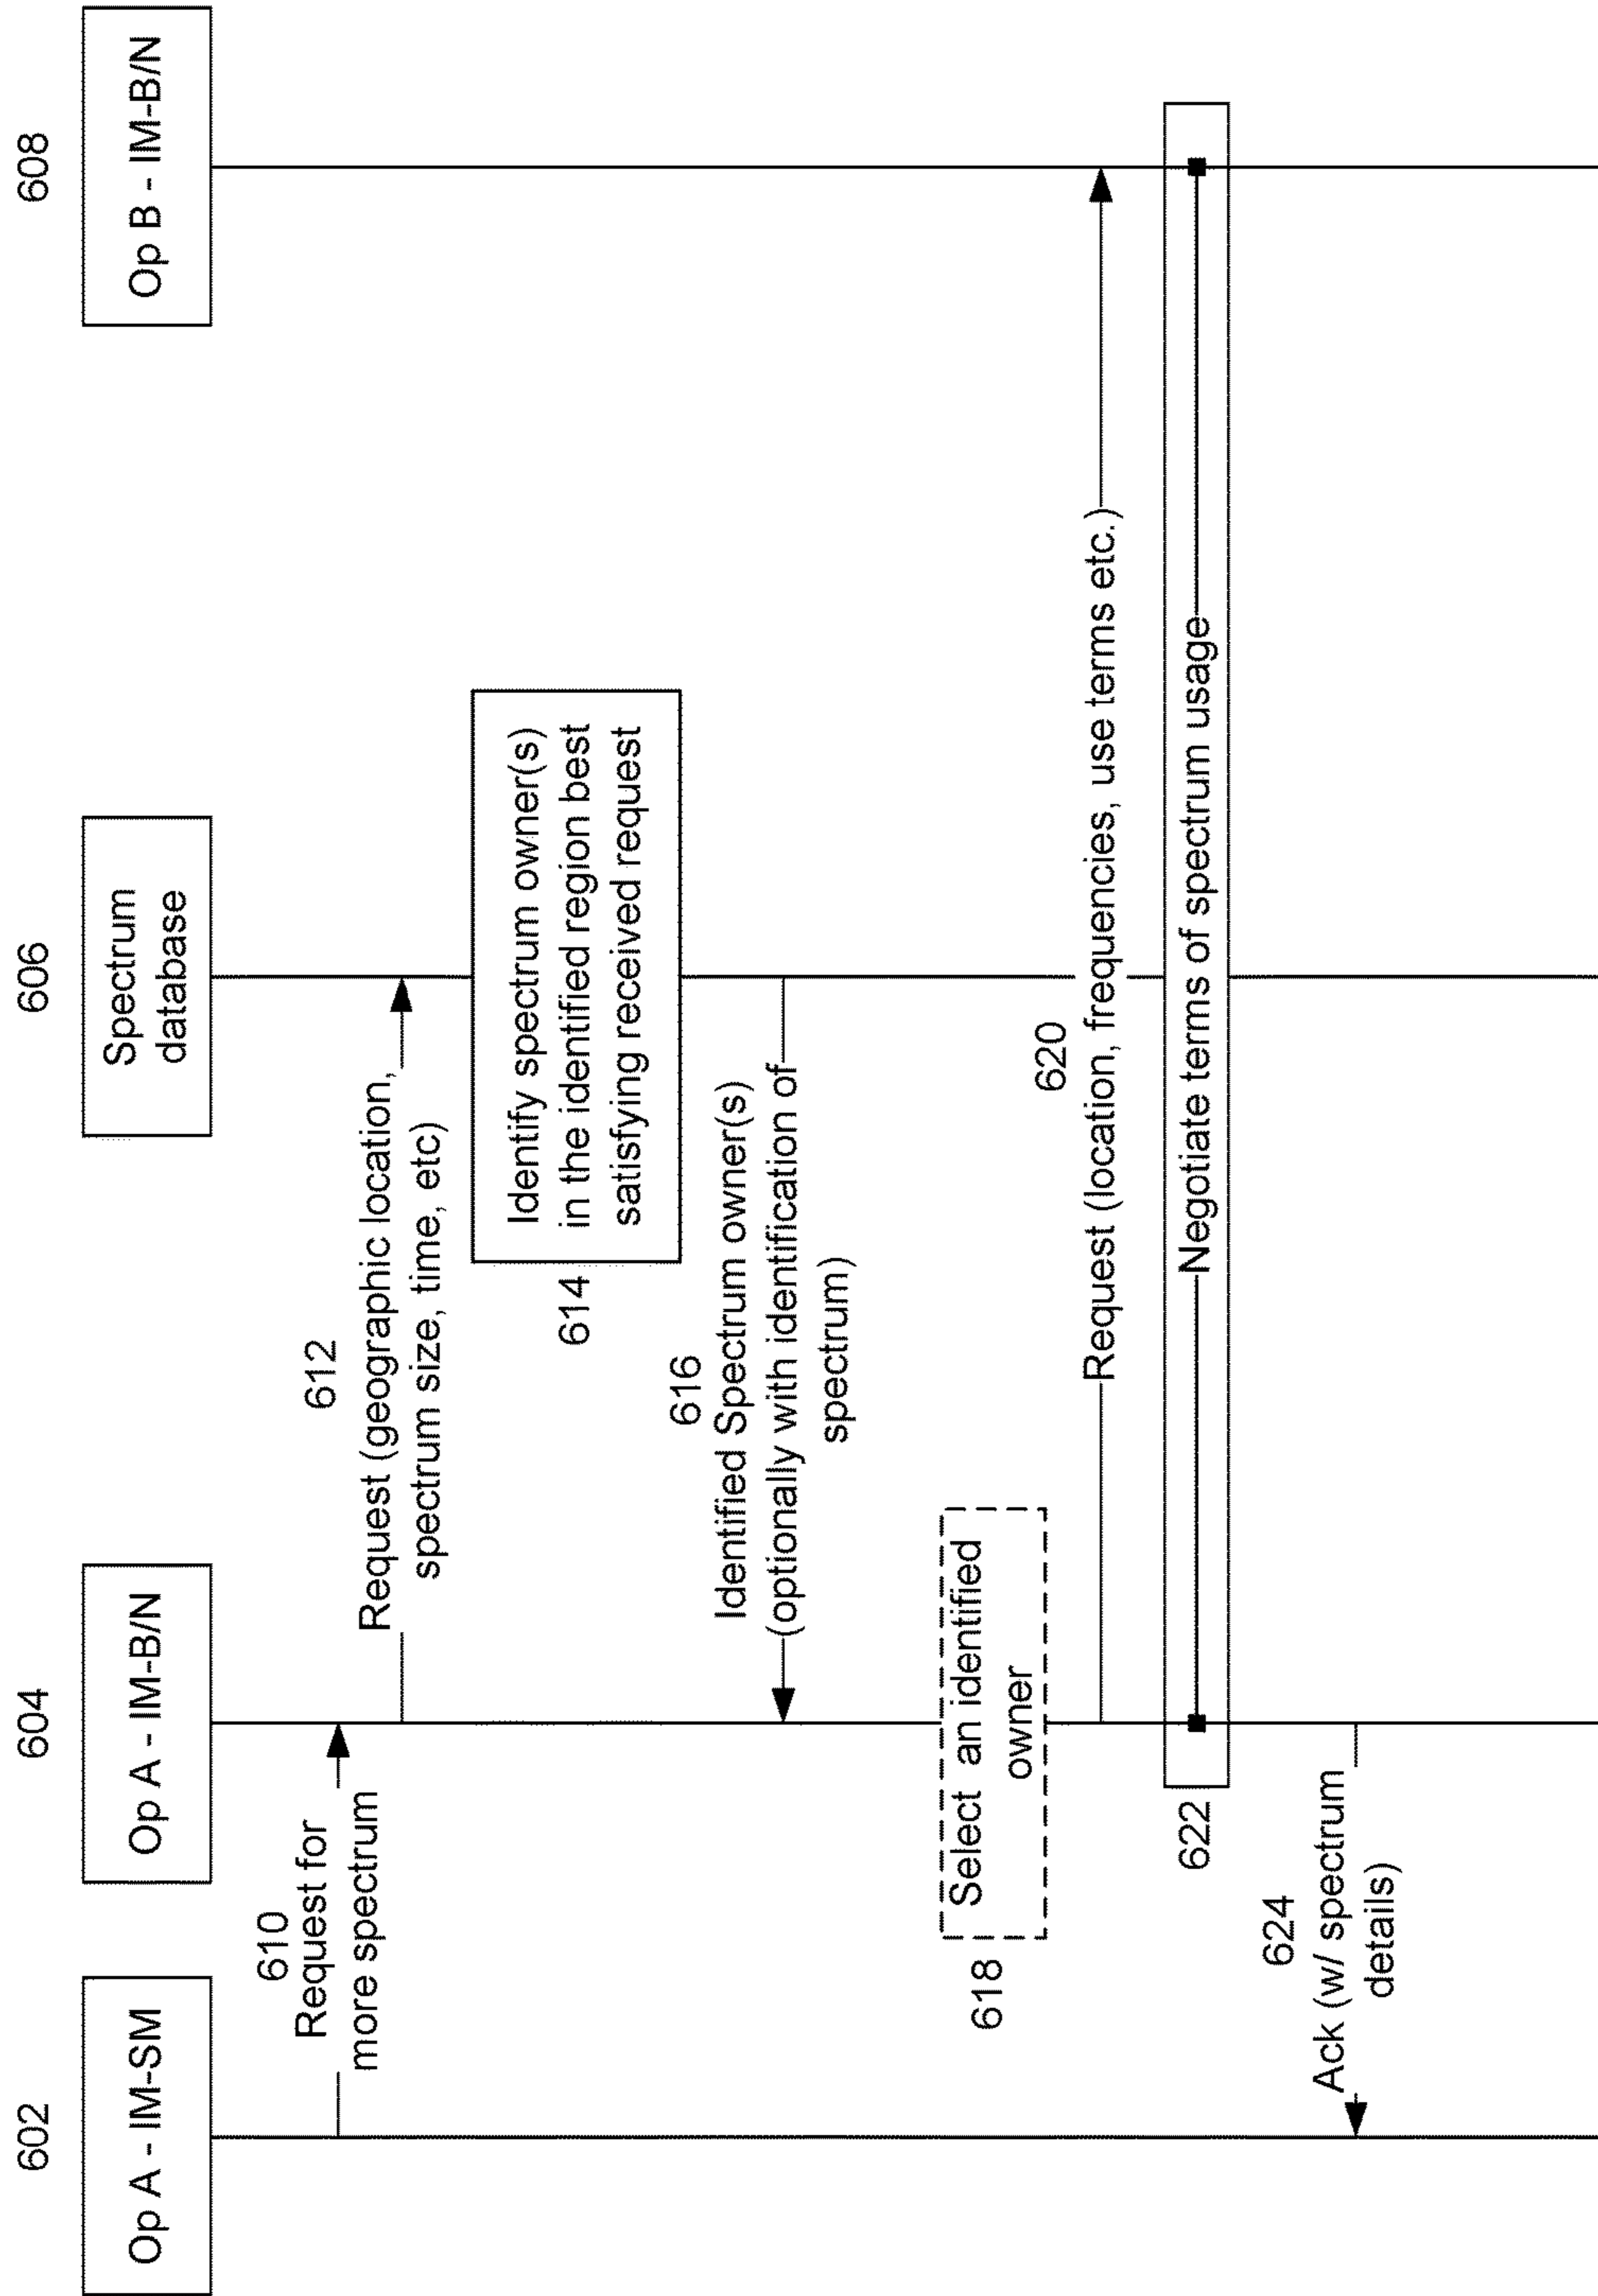 602
604
606
608
Op A - IM-SM
Op A - IM-B/N
Spectrum
database
Op B - IM-B/N
610
Request for
more spectrum
612
Request (geographic location,
spectrum size, time, etc)
Identify spectrum owner(s)
in the identified region best
satisfying received request
614
616
Identified Spectrum owner(s)
(optionally with identification of
spectrum)
Select an identified
owner
618
620
Request (location, frequencies, use terms etc.)
Negotiate terms of spectrum usage
622
624
Ack (w/ spectrum
details)